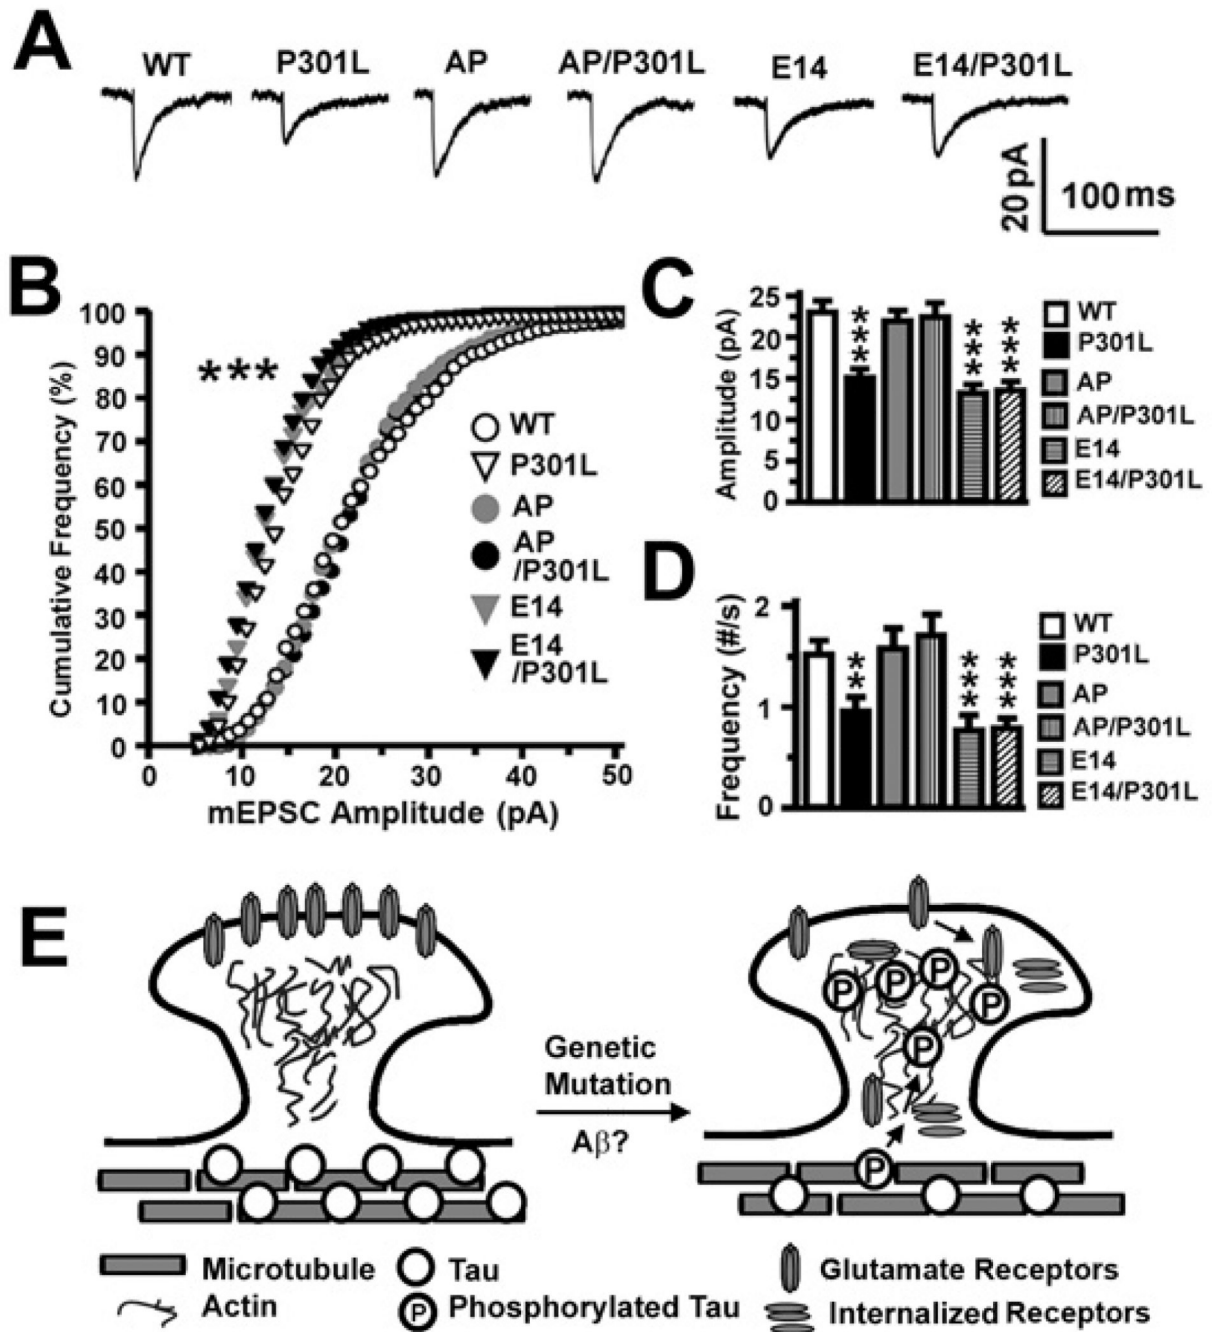 A
WT P301L AP AP/P301L E14 E14/P301L
20 pA
100 ms
B
100
90
80
70
60
50
40
30
20
10
0
Cumulative Frequency (%)
***
WT
P301L
AP
AP
/P301L
E14
E14
/P301L
0 10 20 30 40 50
mEPSC Amplitude (pA)
C
25
20
15
10
5
0
Amplitude (pA)
*** *** ***
WT
P301L
AP
AP/P301L
E14
E14/P301L
D
2
1
0
Frequency (#/s)
** *** ***
WT
P301L
AP
AP/P301L
E14
E14/P301L
E
Genetic
Mutation
Aβ?
P P P P
P
P
Microtubule Tau Glutamate Receptors
Actin P Phosphorylated Tau Internalized Receptors